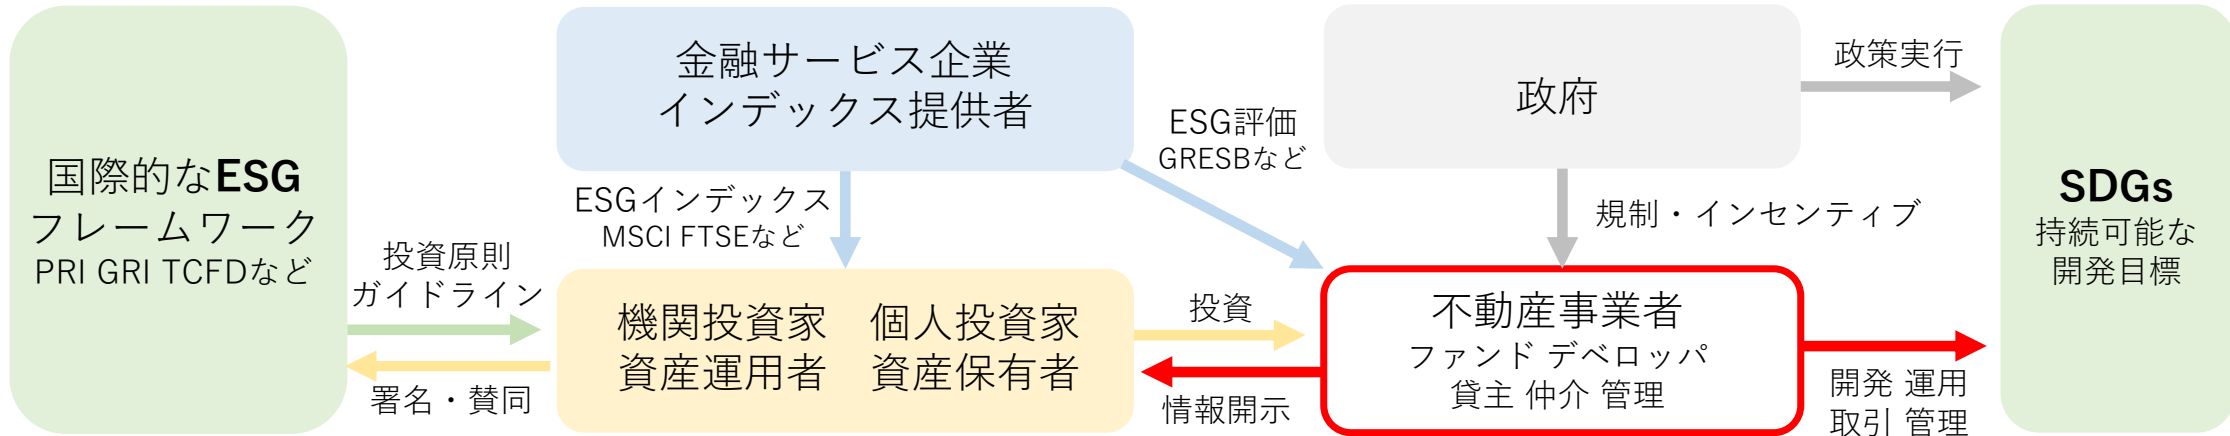 国際的なESG
フレームワーク
PRI GRI TCFDなど
投資原則
ガイドライン
署名・賛同
金融サービス企業
インデックス提供者
ESGインデックス
MSCI FTSEなど
ESG評価
GRESBなど
機関投資家　個人投資家
資産運用者　資産保有者
投資
情報開示
政府
政策実行
規制・インセンティブ
不動産事業者
ファンド デベロッパ
貸主 仲介 管理
開発 運用
取引 管理
SDGs
持続可能な
開発目標